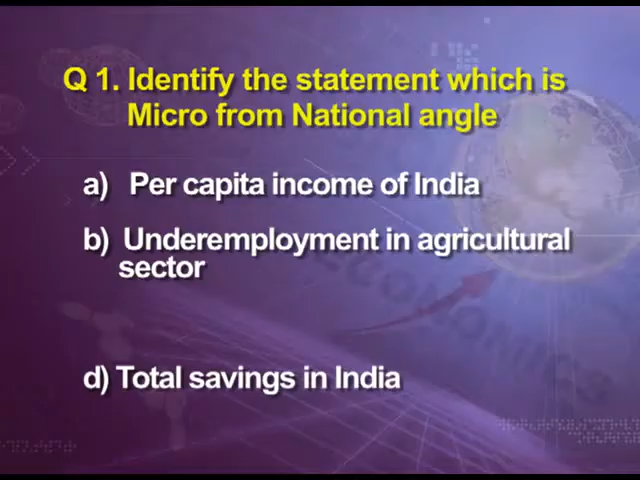 Q 1. Identify the statement which is
Micro from National angle
a) Per capita income of India
b) Underemployment in agricultural
sector
ECONOMICS
d) Total savings in India